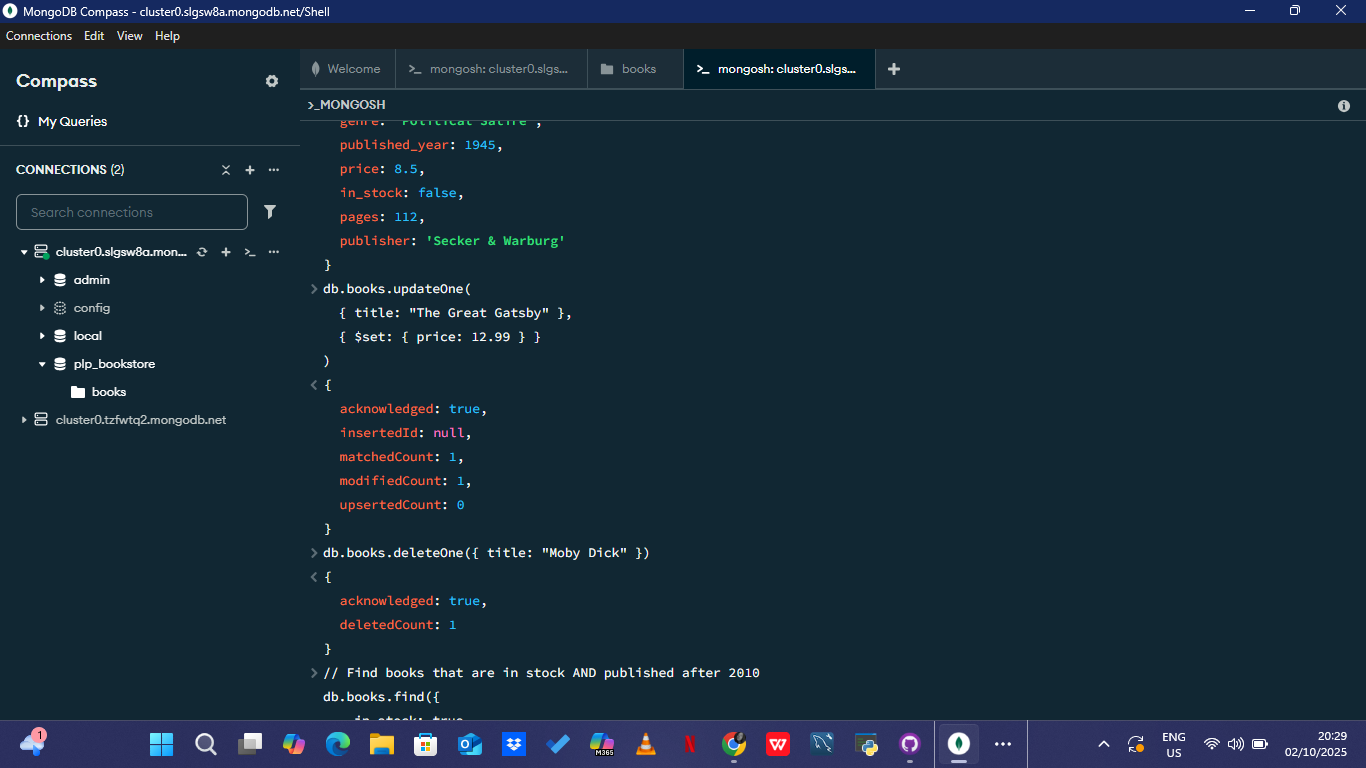 MongoDB Compass - cluster0.slgsw8a.mongodb.net/Shell
Connections Edit View Help
Compass
My Queries
CONNECTIONS (2)
Search connections
cluster0.slgsw8a.mon...
admin
config
local
plp_bookstore
books
cluster0.tzfwtq2.mongodb.net
Welcome
mongosh: cluster0.slgs...
books
mongosh: cluster0.slgs...
>_MONGOSH
genre: 'Political Satire',
published_year: 1945,
price: 8.5,
in_stock: false,
pages: 112,
publisher: 'Secker & Warburg'
}
> db.books.updateOne(
{ title: "The Great Gatsby" },
{ $set: { price: 12.99 } }
)
< {
acknowledged: true,
insertedId: null,
matchedCount: 1,
modifiedCount: 1,
upsertedCount: 0
}
> db.books.deleteOne({ title: "Moby Dick" })
< {
acknowledged: true,
deletedCount: 1
}
> // Find books that are in stock AND published after 2010
db.books.find({
in_stock: true
1
M365
ENG
US
20:29
02/10/2025